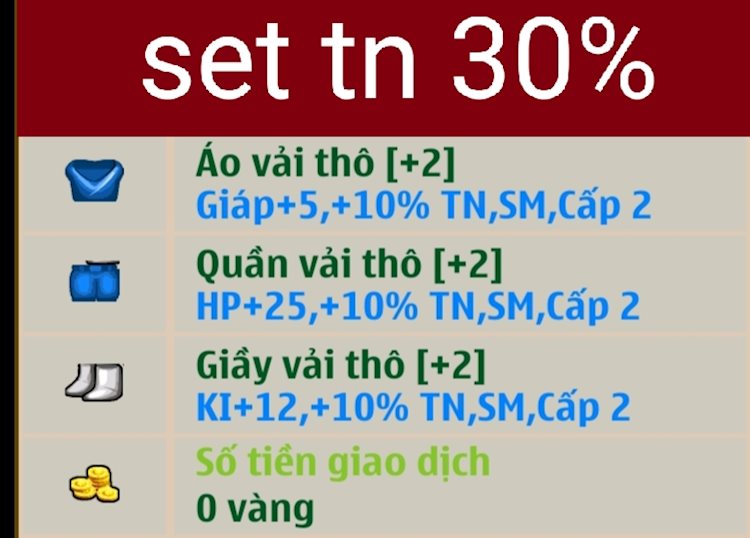 set tn 30%
Áo vải thô [+2]
Giáp+5,+10% TN,SM,Cấp 2
Quần vải thô [+2]
HP+25,+10% TN,SM,Cấp 2
Giầy vải thô [+2]
KI+12,+10% TN,SM,Cấp 2
Số tiền giao dịch
0 vàng